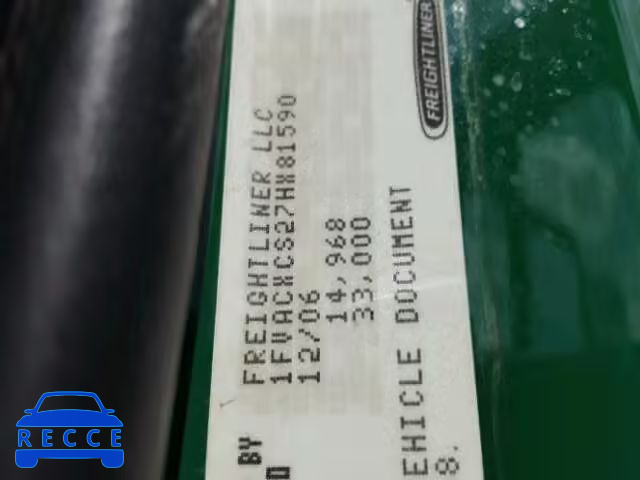 FREIGHTLINER
BY FREIGHTLINER LLC
1FVACXCS27HX81590
12/06
14,968
33,000
EHICLE DOCUMENT
8.
RECCE